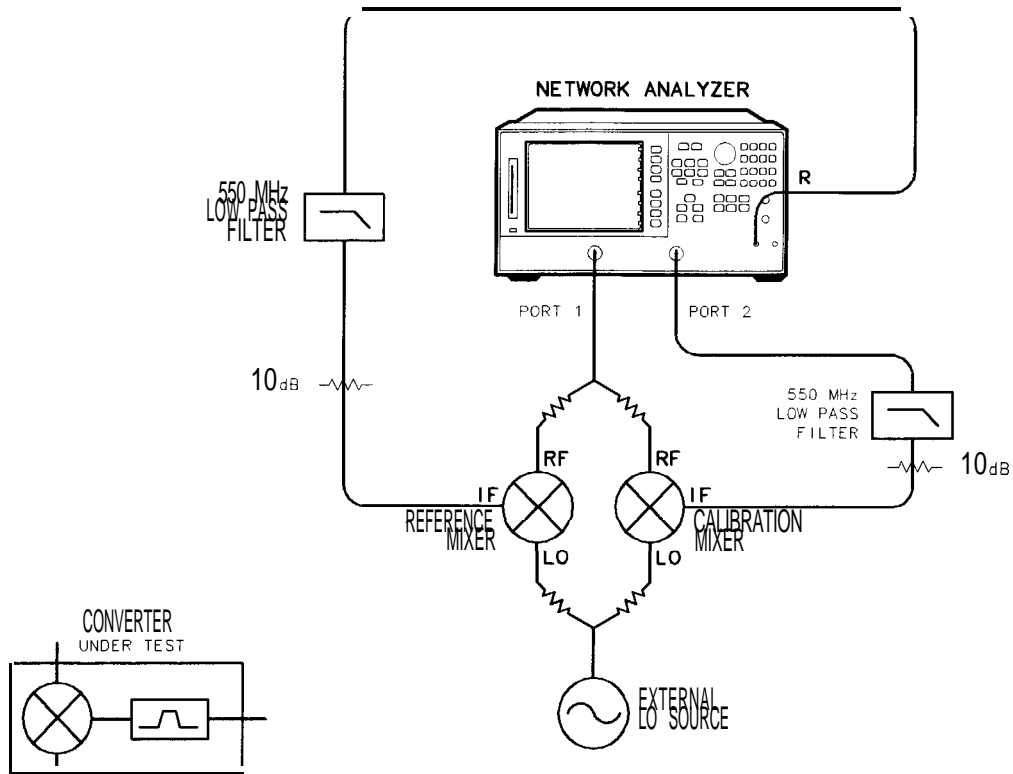 NETWORK ANALYZER
R
550 MHz
LOW PASS
FILTER
PORT 1
PORT 2
10dB
550 MHz
LOW PASS
FILTER
10dB
RF
RF
IF
IF
REFERENCE
MIXER
CALIBRATION
MIXER
LO
LO
CONVERTER
UNDER TEST
EXTERNAL
LO SOURCE